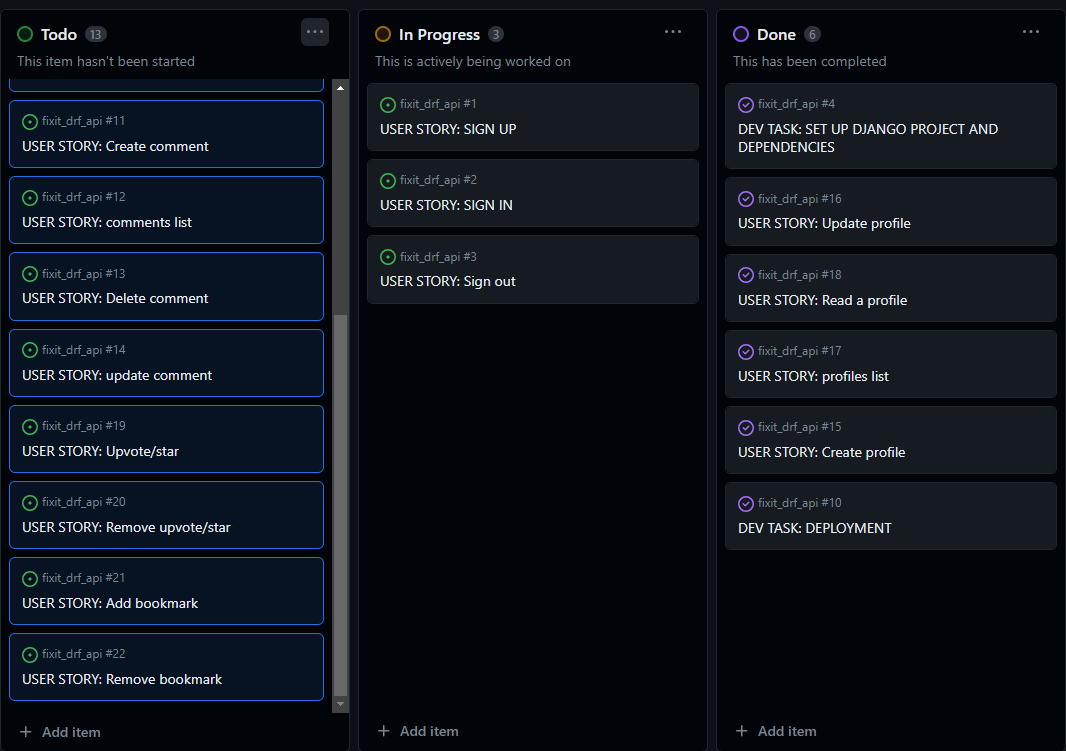 Todo 13
This item hasn't been started
fixit_drf_api #11
USER STORY: Create comment
fixit_drf_api #12
USER STORY: comments list
fixit_drf_api #13
USER STORY: Delete comment
fixit_drf_api #14
USER STORY: update comment
fixit_drf_api #19
USER STORY: Upvote/star
fixit_drf_api #20
USER STORY: Remove upvote/star
fixit_drf_api #21
USER STORY: Add bookmark
fixit_drf_api #22
USER STORY: Remove bookmark
+ Add item
In Progress 3
This is actively being worked on
fixit_drf_api #1
USER STORY: SIGN UP
fixit_drf_api #2
USER STORY: SIGN IN
fixit_drf_api #3
USER STORY: Sign out
+ Add item
Done 6
This has been completed
fixit_drf_api #4
DEV TASK: SET UP DJANGO PROJECT AND
DEPENDENCIES
fixit_drf_api #16
USER STORY: Update profile
fixit_drf_api #18
USER STORY: Read a profile
fixit_drf_api #17
USER STORY: profiles list
fixit_drf_api #15
USER STORY: Create profile
fixit_drf_api #10
DEV TASK: DEPLOYMENT
+ Add item